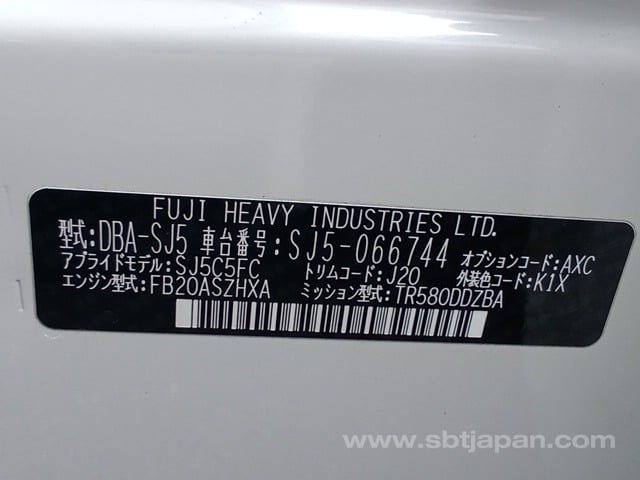 FUJI HEAVY INDUSTRIES LTD.
型式:DBA-SJ5 車台番号:SJ5-066744 オプションコード:AXC
アプライドモデル:SJ5C5FC トリムコード:J20 外装色コード:K1X
エンジン型式:FB20ASZHXA ミッション型式:TR580DDZBA
www.sbtjapan.com